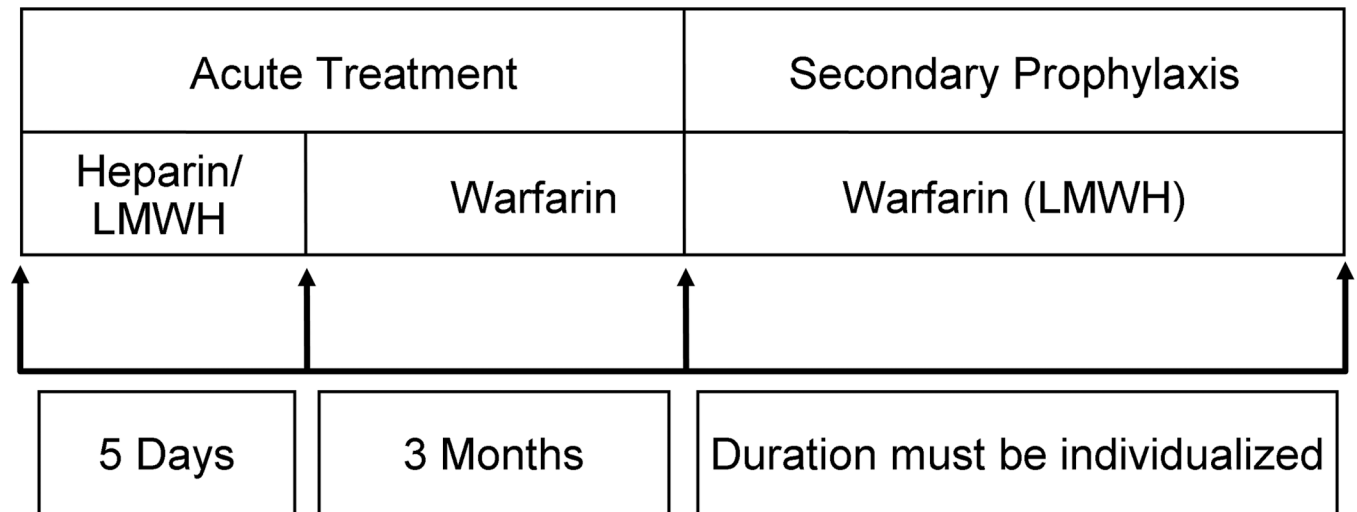 Acute Treatment
Secondary Prophylaxis
Heparin/
LMWH
Warfarin
Warfarin (LMWH)
5 Days
3 Months
Duration must be individualized